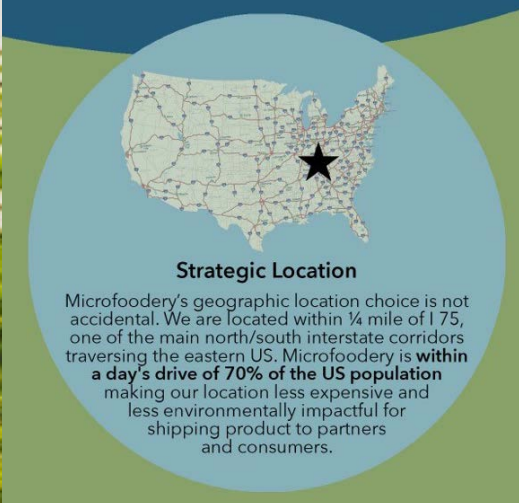 Strategic Location
Microfoodery's geographic location choice is not
accidental. We are located within ¼ mile of I 75,
one of the main north/south interstate corridors
traversing the eastern US. Microfoodery is within
a day's drive of 70% of the US population
making our location less expensive and
less environmentally impactful for
shipping product to partners
and consumers.